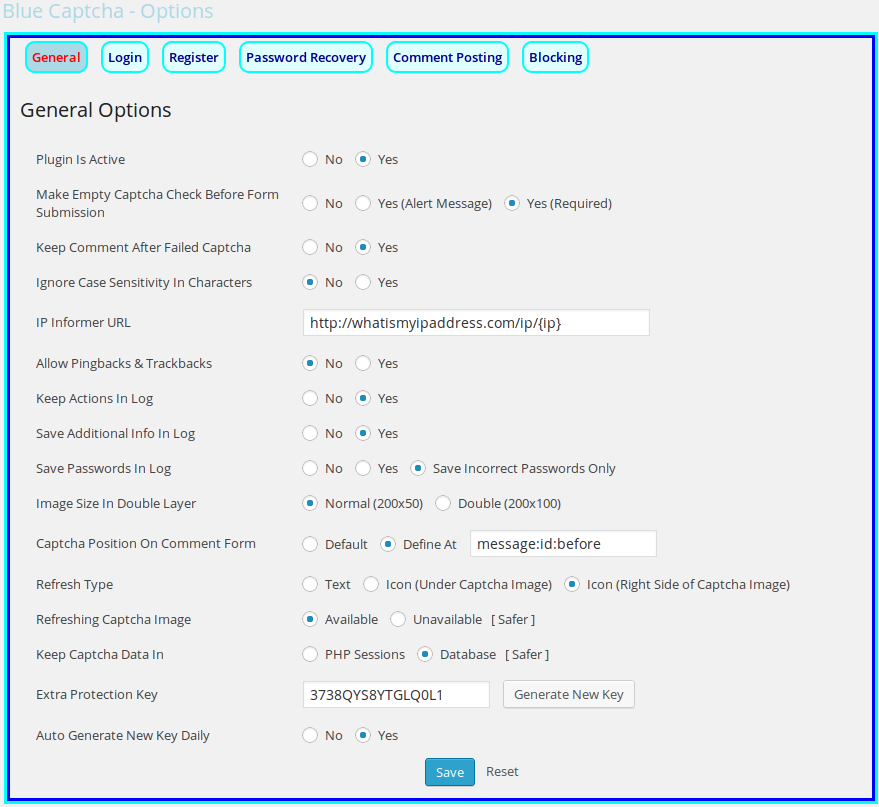 Blue Captcha - Options
General Login Register Password Recovery Comment Posting Blocking
General Options
Plugin Is Active No Yes
Make Empty Captcha Check Before Form
Submission No Yes (Alert Message) Yes (Required)
Keep Comment After Failed Captcha No Yes
Ignore Case Sensitivity In Characters No Yes
IP Informer URL http://whatismyipaddress.com/ip/{ip}
Allow Pingbacks & Trackbacks No Yes
Keep Actions In Log No Yes
Save Additional Info In Log No Yes
Save Passwords In Log No Yes Save Incorrect Passwords Only
Image Size In Double Layer Normal (200x50) Double (200x100)
Captcha Position On Comment Form Default Define At message:id:before
Refresh Type Text Icon (Under Captcha Image) Icon (Right Side of Captcha Image)
Refreshing Captcha Image Available Unavailable [ Safer ]
Keep Captcha Data In PHP Sessions Database [ Safer ]
Extra Protection Key 3738QYS8YTGLQ0L1 Generate New Key
Auto Generate New Key Daily No Yes
Save Reset